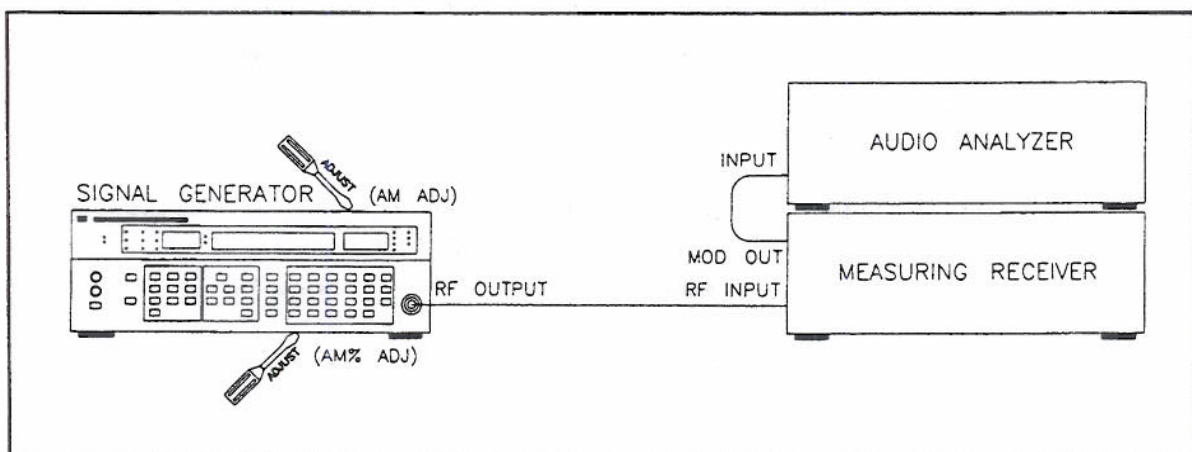 AUDIO ANALYZER
INPUT
ADJUST
SIGNAL GENERATOR (AM ADJ)
MOD OUT
MEASURING RECEIVER
RF OUTPUT
RF INPUT
ADJUST
(AM% ADJ)